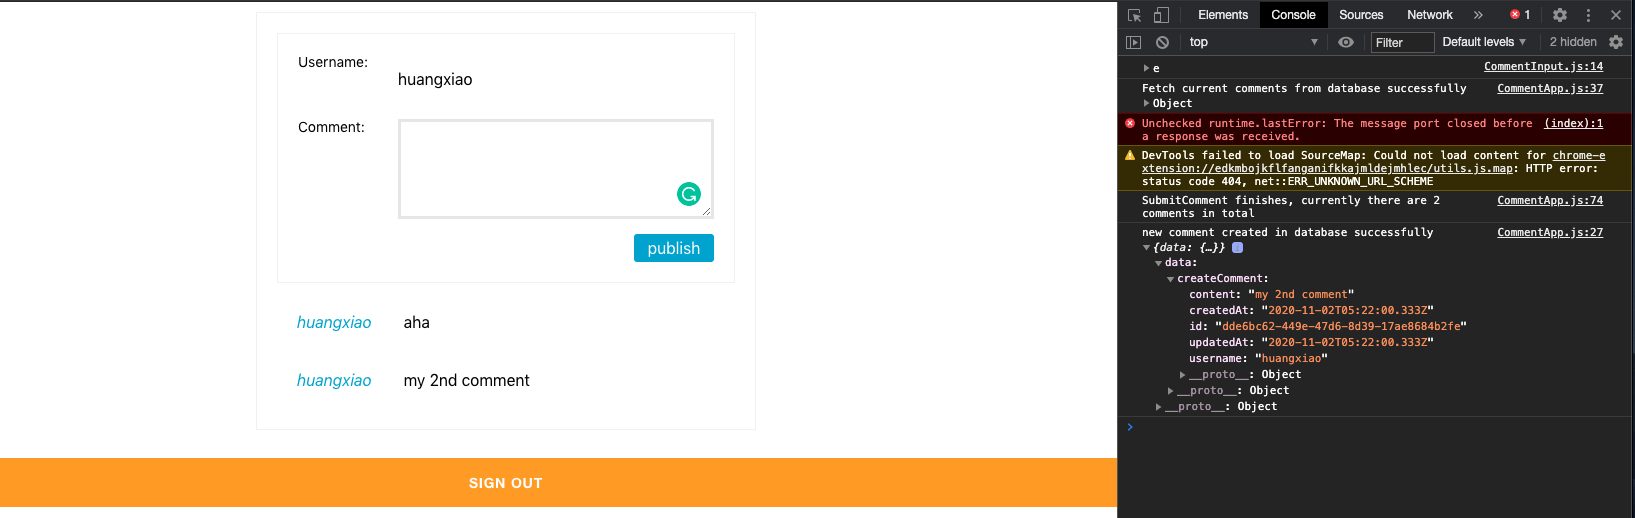 Username:
huangxiao
Comment:
publish
huangxiao aha
huangxiao my 2nd comment
SIGN OUT
Elements Console Sources Network » 1
top Filter Default levels 2 hidden
e CommentInput.js:14
Fetch current comments from database successfully CommentApp.js:37
Object
Unchecked runtime.lastError: The message port closed before (index):1
a response was received.
DevTools failed to load SourceMap: Could not load content for chrome-e
xtension://edkmbojkflfanganifkkajmldejmhlec/utils.js.map: HTTP error:
status code 404, net::ERR_UNKNOWN_URL_SCHEME
SubmitComment finishes, currently there are 2 CommentApp.js:74
comments in total
new comment created in database successfully CommentApp.js:27
{data: {…}} i
data:
createComment:
content: "my 2nd comment"
createdAt: "2020-11-02T05:22:00.333Z"
id: "dde6bc62-449e-47d6-8d39-17ae8684b2fe"
updatedAt: "2020-11-02T05:22:00.333Z"
username: "huangxiao"
__proto__: Object
__proto__: Object
__proto__: Object